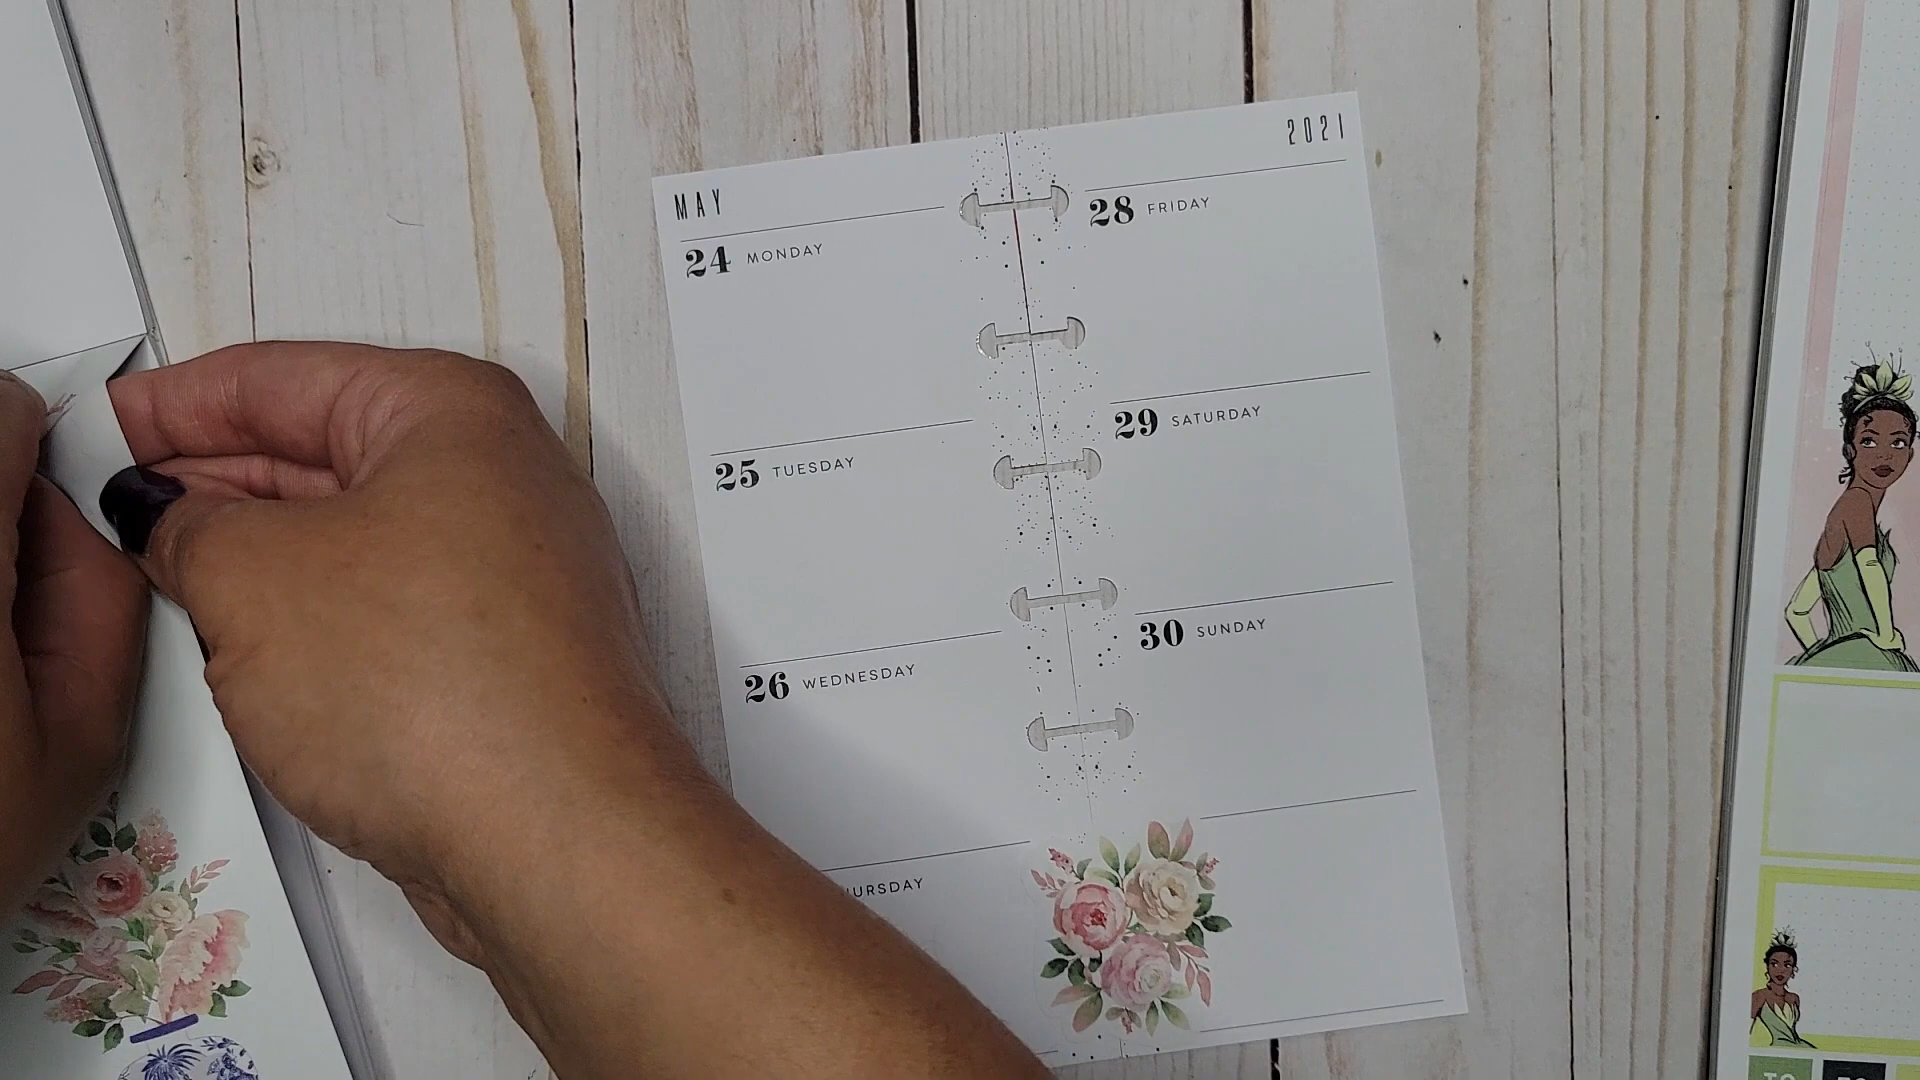 MAY
2021
24 MONDAY
25 TUESDAY
26 WEDNESDAY
28 FRIDAY
29 SATURDAY
30 SUNDAY